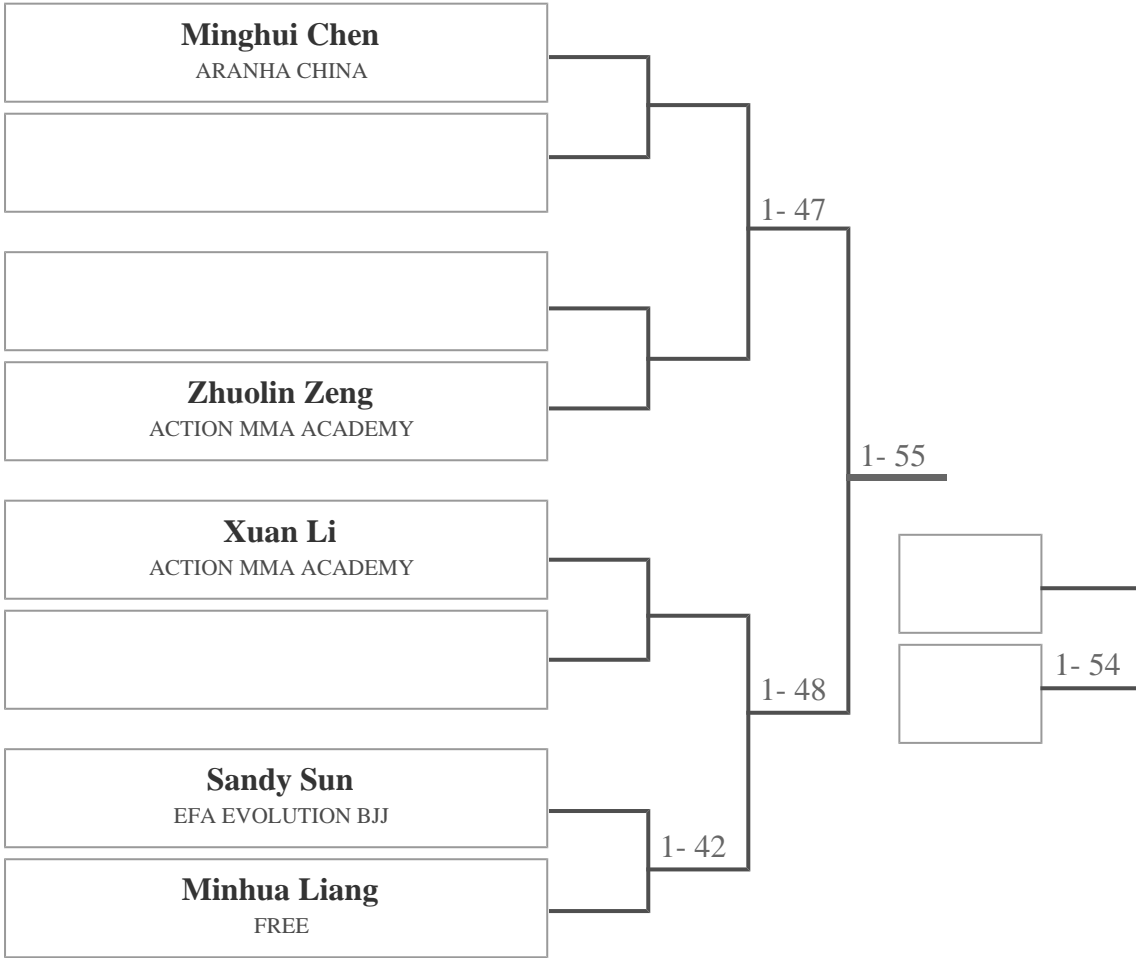 Minghui Chen
ARANHA CHINA
1- 47
Zhuolin Zeng
ACTION MMA ACADEMY
1- 55
Xuan Li
ACTION MMA ACADEMY
1- 54
1- 48
Sandy Sun
EFA EVOLUTION BJJ
1- 42
Minhua Liang
FREE